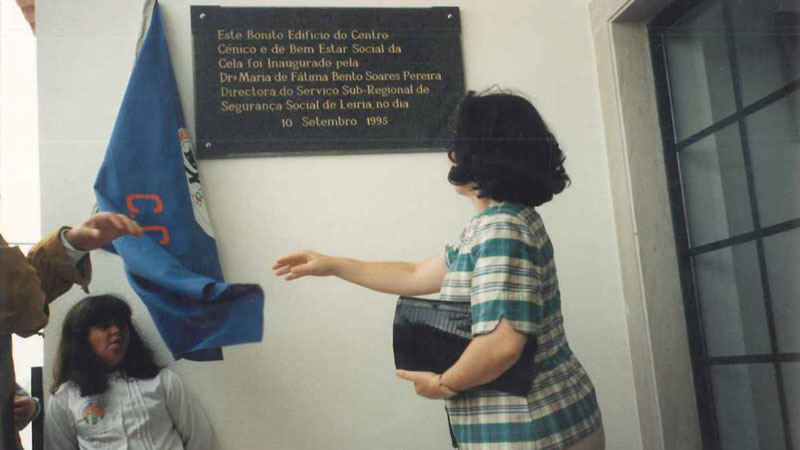 Este Bonito Edificio do Centro
Cénico e de Bem Estar Social da
Cela foi Inaugurado pela
Drª Maria de Fátima Bento Soares Pereira
Directora do Serviço Sub-Regional de
Segurança Social de Leiria, no dia
10 Setembro 1995
C.C